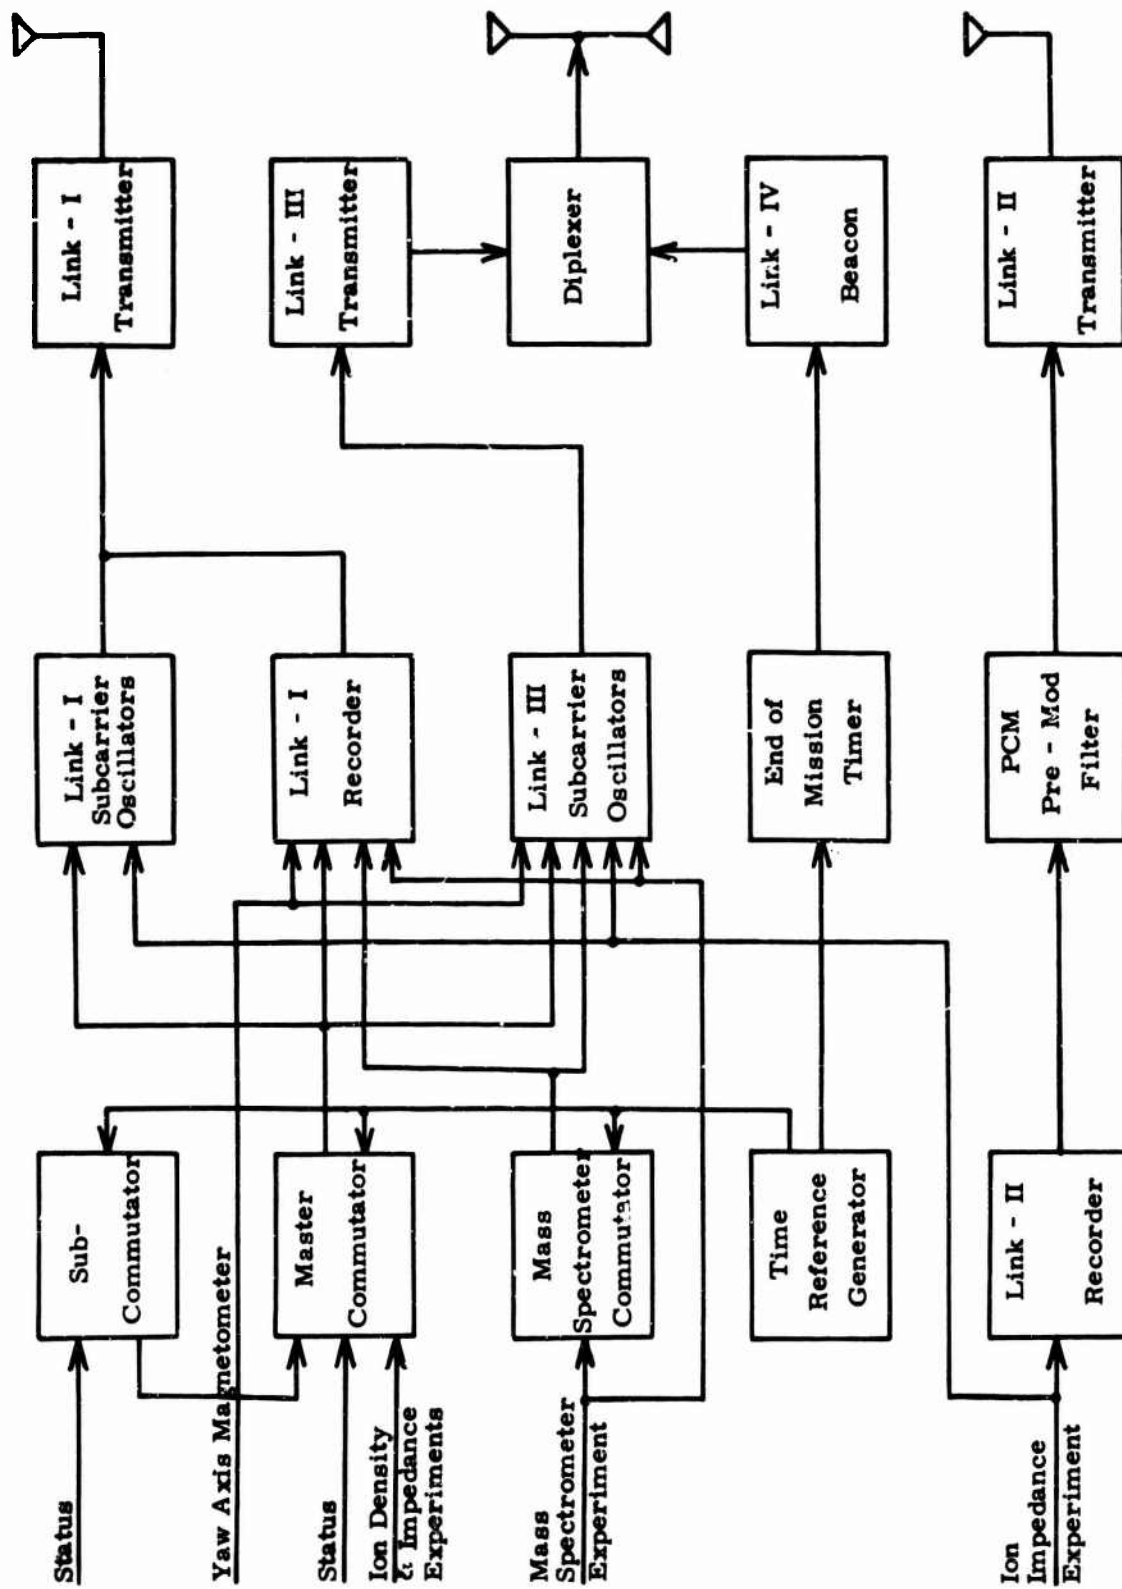 Status
Yaw Axis Magnetometer
Status
Ion Density
& Impedance
Experiments
Mass
Spectrometer
Experiment
Ion
Impedance
Experiment
Sub-
Commutator
Master
Commutator
Mass
Spectrometer
Commutator
Time
Reference
Generator
Link - II
Recorder
Link - I
Subcarrier
Oscillators
Link - I
Recorder
Link - III
Subcarrier
Oscillators
End of
Mission
Timer
PCM
Pre - Mod
Filter
Link - I
Transmitter
Link - III
Transmitter
Diplexer
Link - IV
Beacon
Link - II
Transmitter